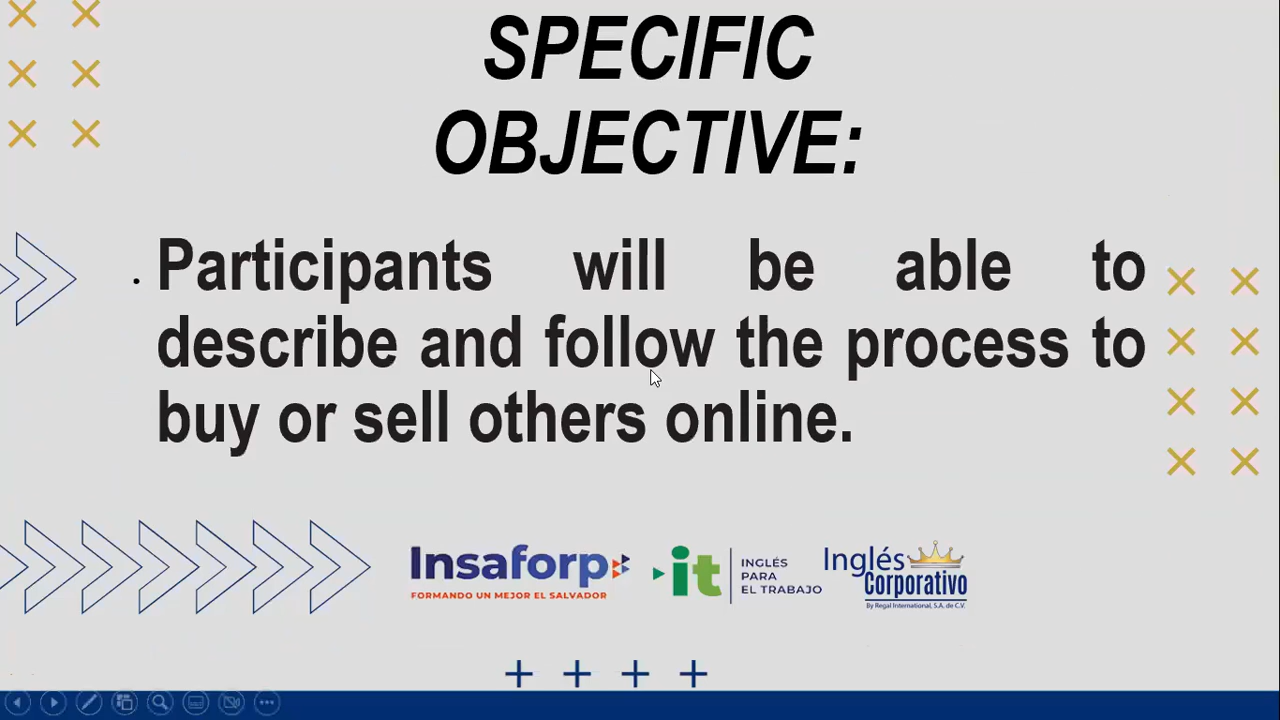 SPECIFIC
OBJECTIVE:
• Participants will be able to
describe and follow the process to
buy or sell others online.
Insaforp
FORMANDO UN MEJOR EL SALVADOR
it
INGLÉS
PARA
EL TRABAJO
Inglés
Corporativo
By Regal International, S.A. de C.V.